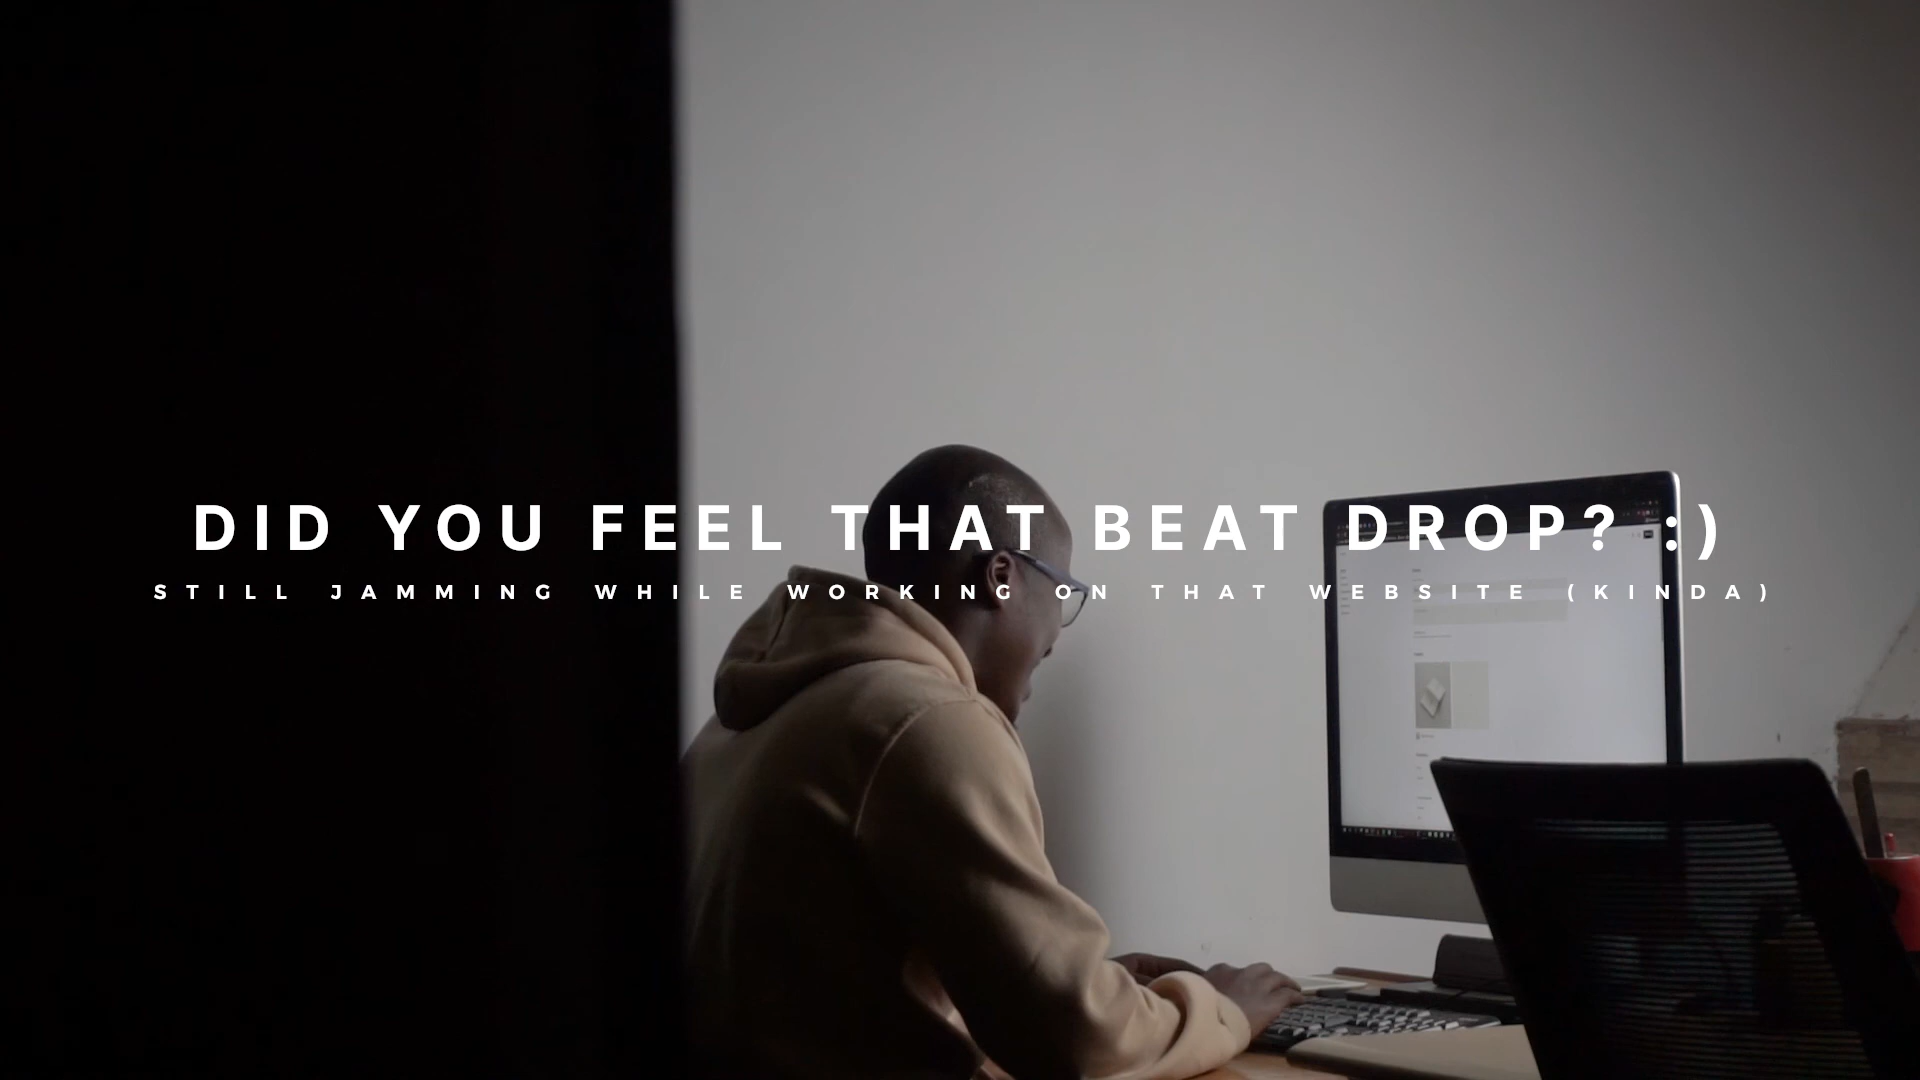 DID YOU FEEL THAT BEAT DROP? :)
STILL JAMMING WHILE WORKING ON THAT WEBSITE (KINDA)